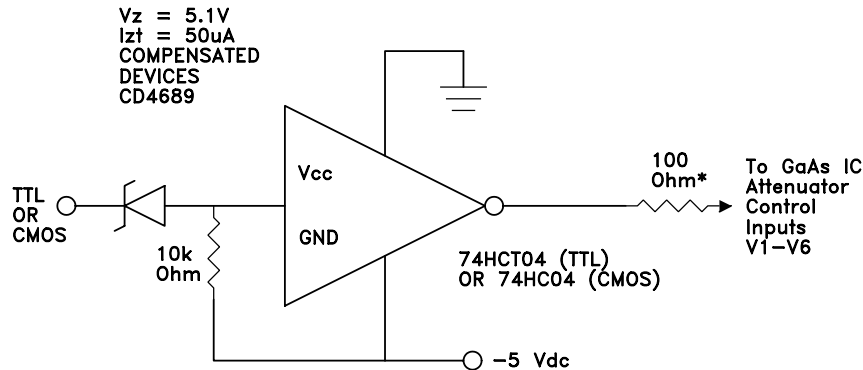 Vz = 5.1V
Izt = 50uA
COMPENSATED
DEVICES
CD4689
Vcc
GND
TTL
OR
CMOS
10k
Ohm
100
Ohm*
To GaAs IC
Attenuator
Control
Inputs
V1-V6
74HCT04 (TTL)
OR 74HC04 (CMOS)
-5 Vdc